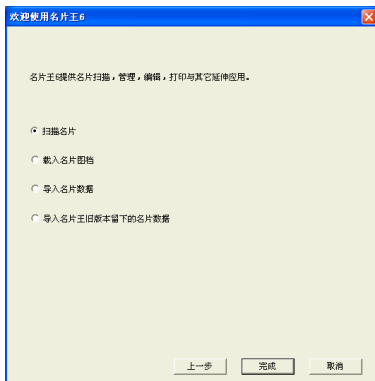 欢迎使用名片王6
名片王6提供名片扫描，管理，编辑，打印与其它延伸应用。
扫描名片
载入名片图档
导入名片数据
导入名片王旧版本留下的名片数据
上一步
完成
取消